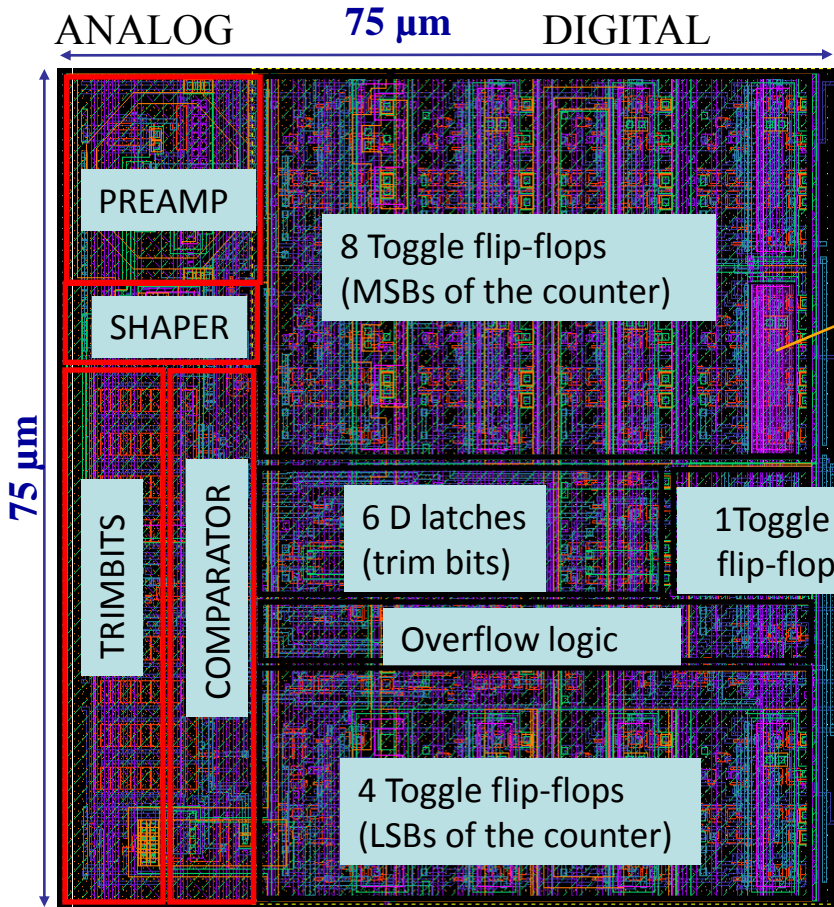 ANALOG
75 µm
DIGITAL
75 µm
PREAMP
SHAPER
TRIMBITS
COMPARATOR
8 Toggle flip-flops
(MSBs of the counter)
6 D latches
(trim bits)
1Toggle
flip-flop
Overflow logic
4 Toggle flip-flops
(LSBs of the counter)